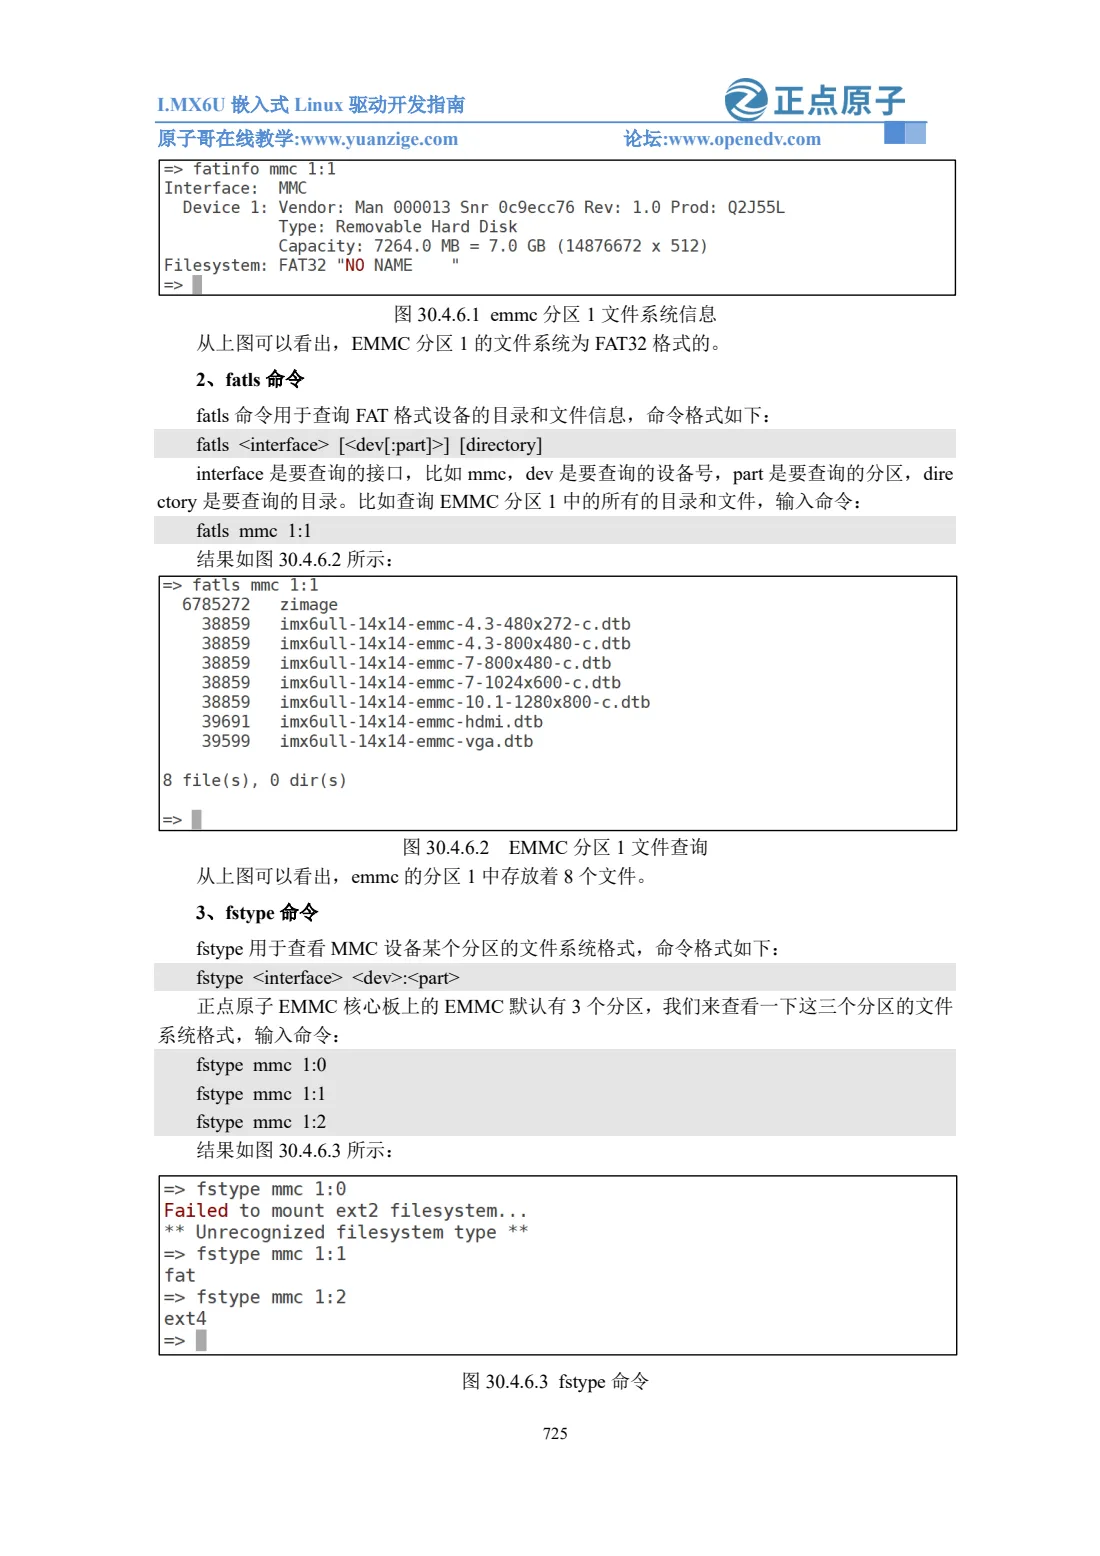 I.MX6U 嵌入式 Linux 驱动开发指南
正点原子
原子哥在线教学:www.yuanzige.com 论坛:www.openedv.com
=> fatinfo mmc 1:1
Interface:  MMC
  Device 1: Vendor: Man 000013 Snr 0c9ecc76 Rev: 1.0 Prod: Q2J55L
            Type: Removable Hard Disk
            Capacity: 7264.0 MB = 7.0 GB (14876672 x 512)
Filesystem: FAT32 "NO NAME    "
=>
图 30.4.6.1 emmc 分区 1 文件系统信息
从上图可以看出，EMMC 分区 1 的文件系统为 FAT32 格式的。
2、fatls 命令
fatls 命令用于查询 FAT 格式设备的目录和文件信息，命令格式如下：
fatls <interface> [<dev[:part]>] [directory]
interface 是要查询的接口，比如 mmc，dev 是要查询的设备号，part 是要查询的分区，dire
ctory 是要查询的目录。比如查询 EMMC 分区 1 中的所有的目录和文件，输入命令：
fatls mmc 1:1
结果如图 30.4.6.2 所示：
=> fatls mmc 1:1
  6785272   zimage
    38859   imx6ull-14x14-emmc-4.3-480x272-c.dtb
    38859   imx6ull-14x14-emmc-4.3-800x480-c.dtb
    38859   imx6ull-14x14-emmc-7-800x480-c.dtb
    38859   imx6ull-14x14-emmc-7-1024x600-c.dtb
    38859   imx6ull-14x14-emmc-10.1-1280x800-c.dtb
    39691   imx6ull-14x14-emmc-hdmi.dtb
    39599   imx6ull-14x14-emmc-vga.dtb
8 file(s), 0 dir(s)
=>
图 30.4.6.2 EMMC 分区 1 文件查询
从上图可以看出，emmc 的分区 1 中存放着 8 个文件。
3、fstype 命令
fstype 用于查看 MMC 设备某个分区的文件系统格式，命令格式如下：
fstype <interface> <dev>:<part>
正点原子 EMMC 核心板上的 EMMC 默认有 3 个分区，我们来查看一下这三个分区的文件
系统格式，输入命令：
fstype mmc 1:0
fstype mmc 1:1
fstype mmc 1:2
结果如图 30.4.6.3 所示：
=> fstype mmc 1:0
Failed to mount ext2 filesystem...
** Unrecognized filesystem type **
=> fstype mmc 1:1
fat
=> fstype mmc 1:2
ext4
=>
图 30.4.6.3 fstype 命令
725